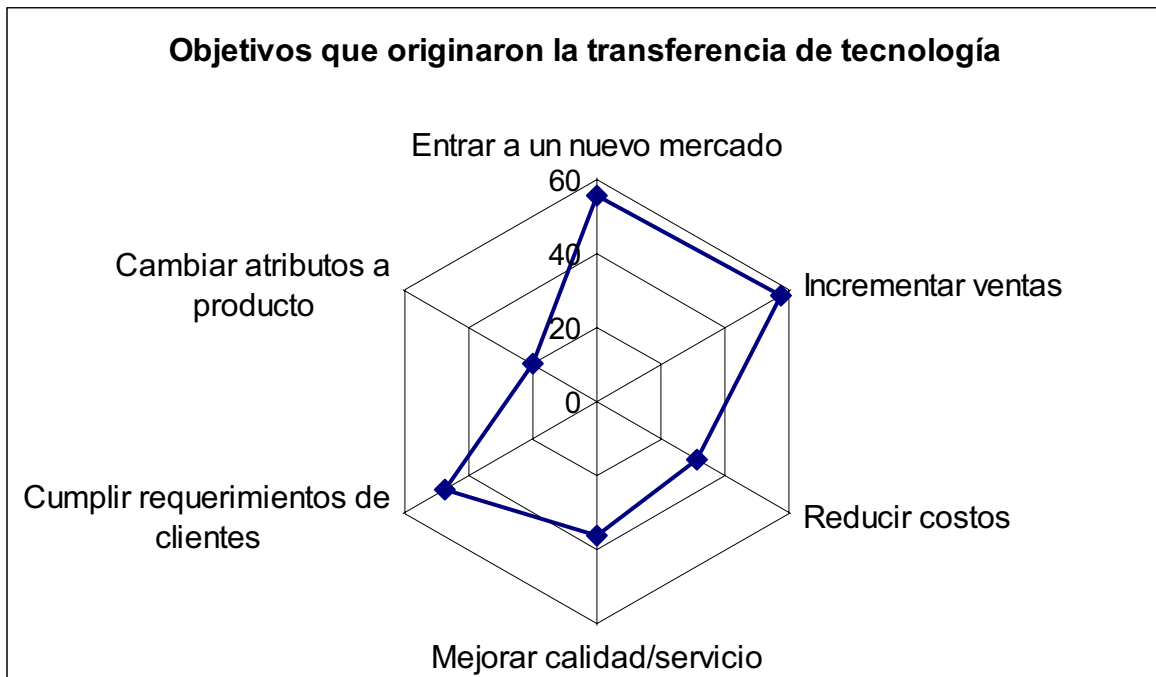 Objetivos que originaron la transferencia de tecnología
Entrar a un nuevo mercado
60
40
20
0
Incrementar ventas
Reducir costos
Mejorar calidad/servicio
Cumplir requerimientos de
clientes
Cambiar atributos a
producto